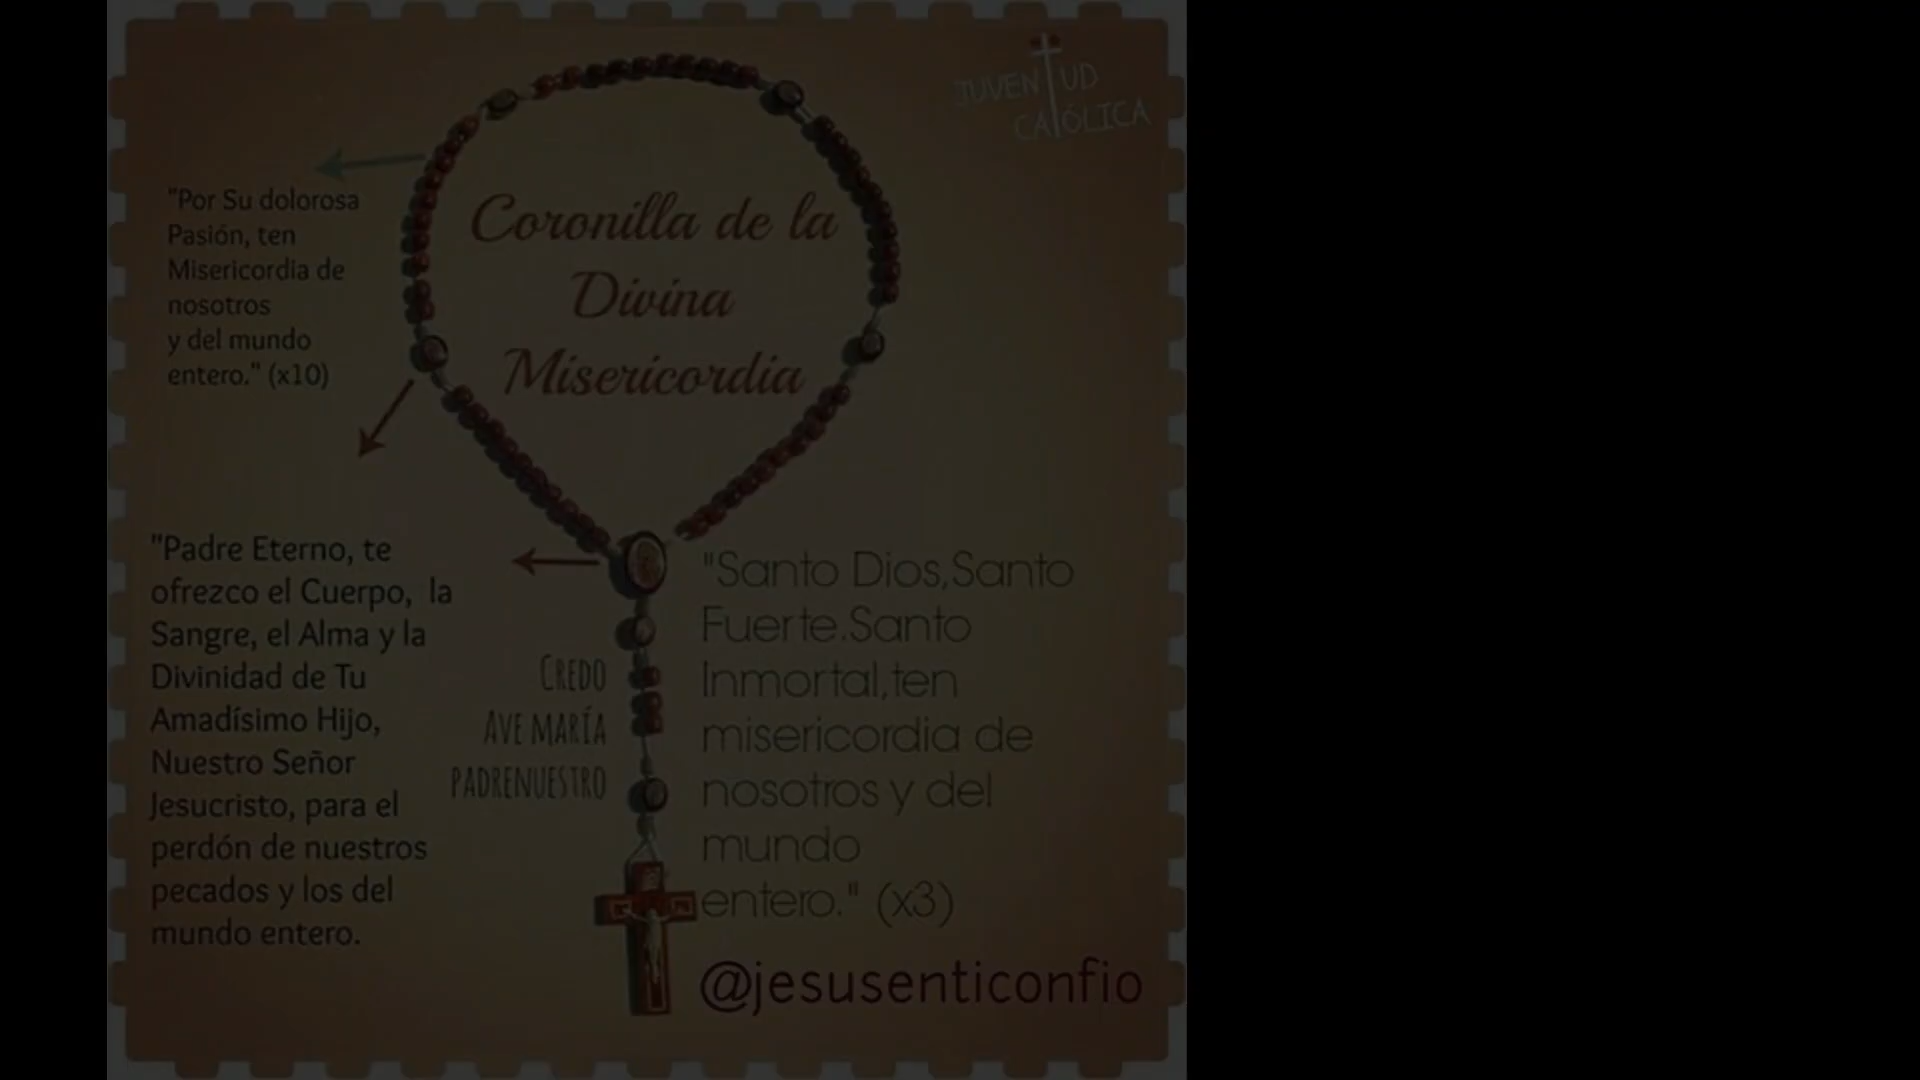 JUVENTUD
CATÓLICA
"Por Su dolorosa
Pasión, ten
Misericordia de
nosotros
y del mundo
entero." (x10)
Coronilla de la
Divina
Misericordia
"Padre Eterno, te
ofrezco el Cuerpo, la
Sangre, el Alma y la
Divinidad de Tu
Amadísimo Hijo,
Nuestro Señor
Jesucristo, para el
perdón de nuestros
pecados y los del
mundo entero.
CREDO
AVE MARÍA
PADRENUESTRO
"Santo Dios,Santo
Fuerte.Santo
Inmortal,ten
misericordia de
nosotros y del
mundo
entero." (x3)
@jesusenticonfio